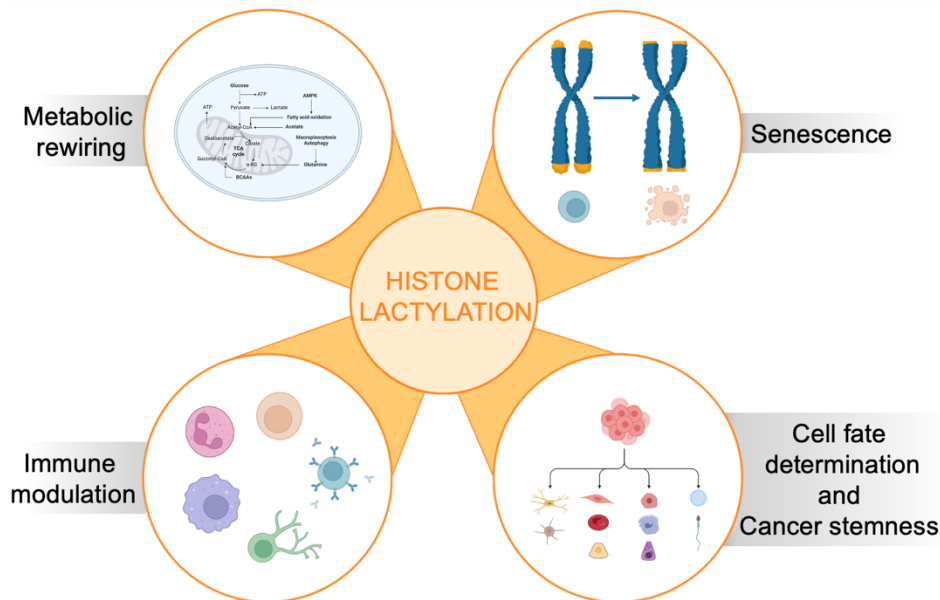 Metabolic
rewiring
Glucose
ATP
ATP
Pyruvate
Lactate
AMPK
Fatty acid oxidation
Acetyl-CoA
Acetate
Oxaloacetate
Citrate
Macropinocytosis
Autophagy
TCA
cycle
Succinyl-CoA
α-KG
Glutamine
BCAAs
Senescence
HISTONE
LACTYLATION
Immune
modulation
Cell fate
determination
and
Cancer stemness